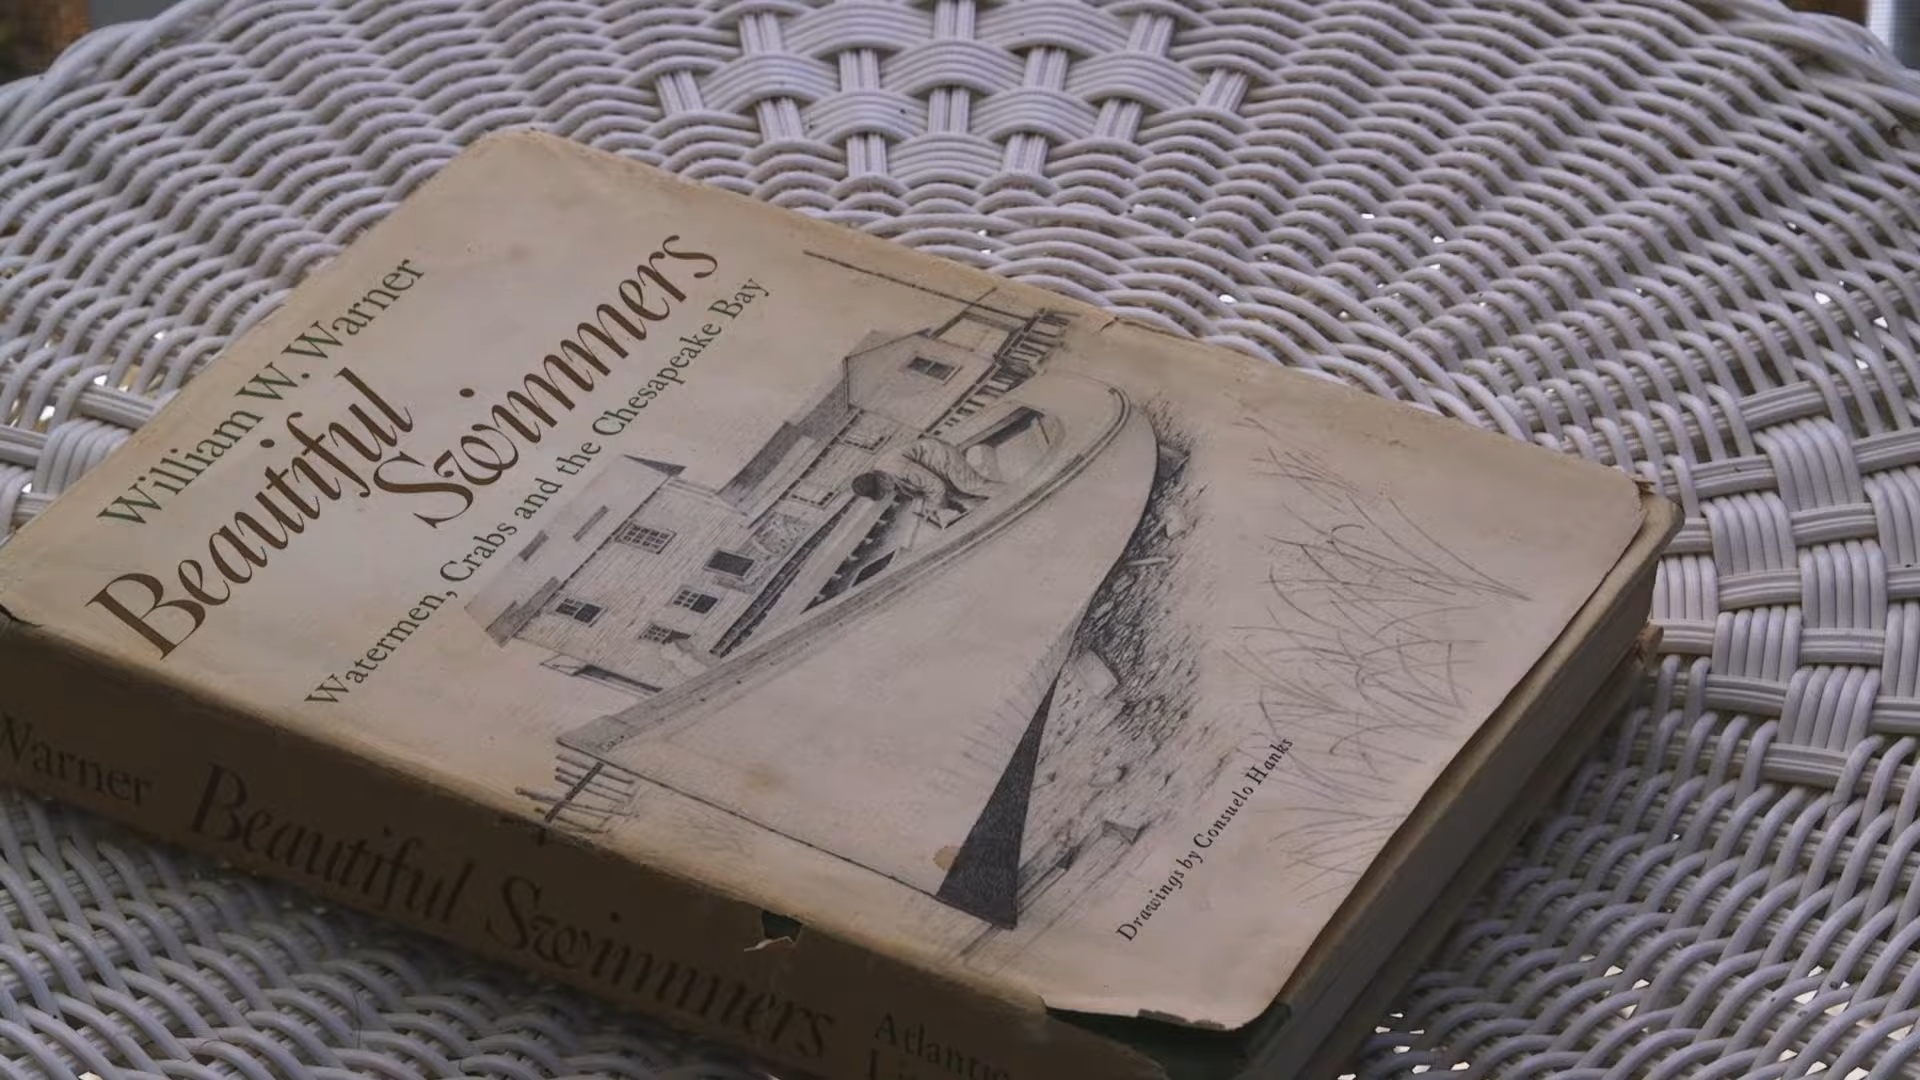 William W. Warner
Beautiful
Swimmers
Watermen, Crabs and the Chesapeake Bay
Drawings by Consuelo Hanks
Warner Beautiful Swimmers Atlantic